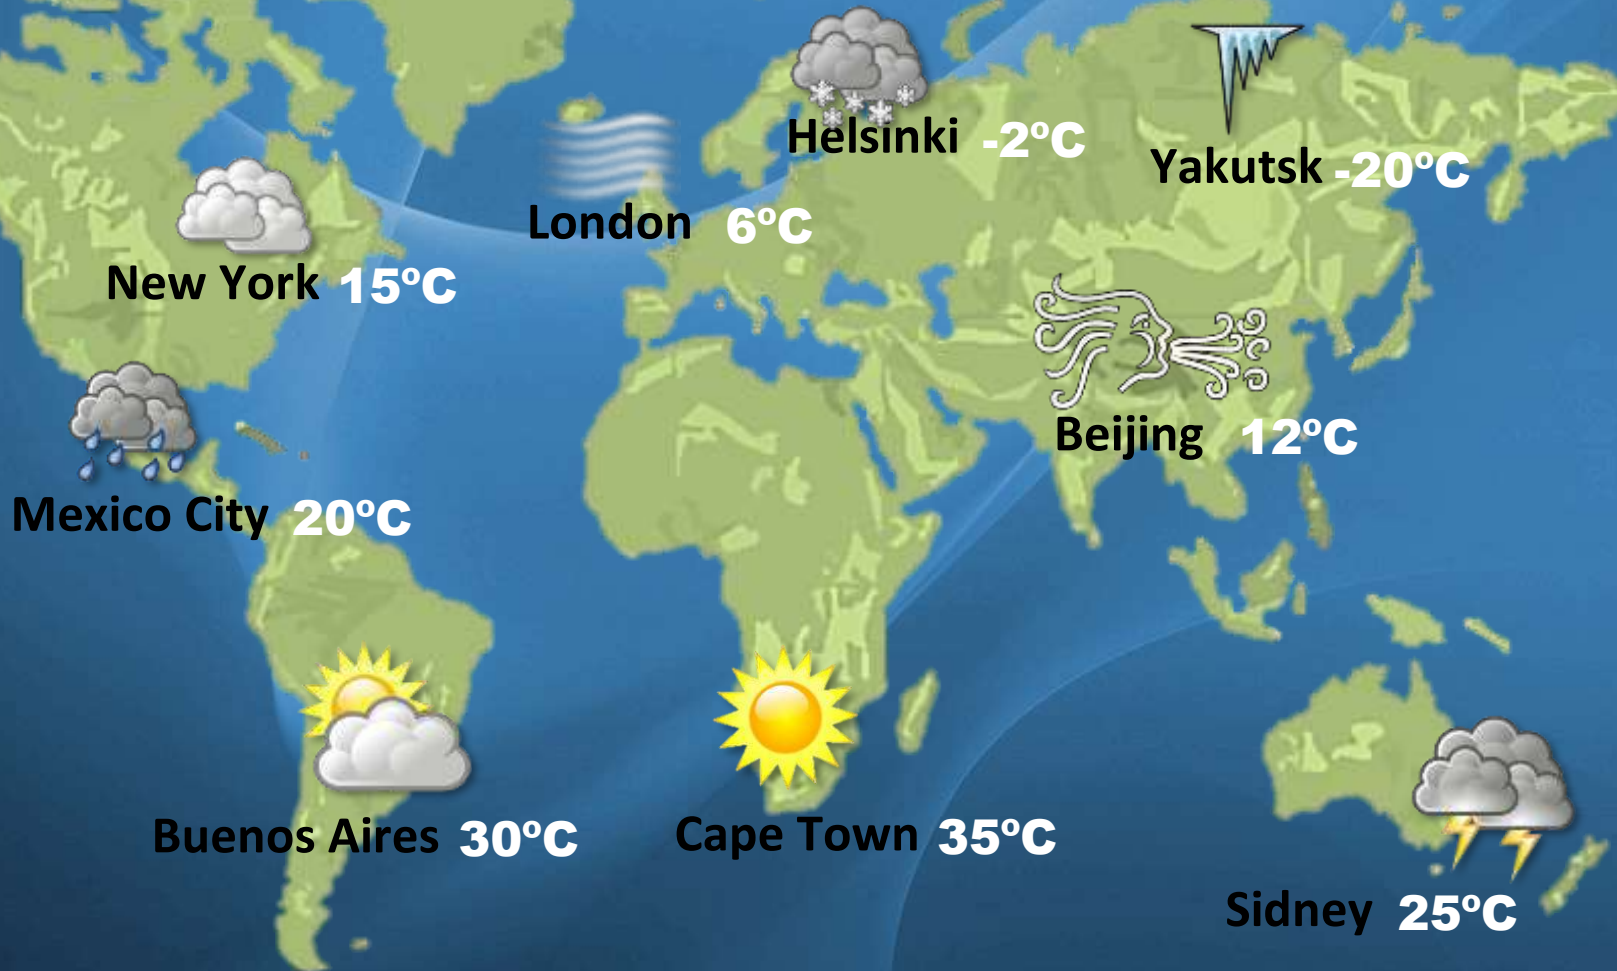 Helsinki -2ºC
Yakutsk -20ºC
London 6ºC
New York 15ºC
Beijing 12ºC
Mexico City 20ºC
Buenos Aires 30ºC
Cape Town 35ºC
Sidney 25ºC